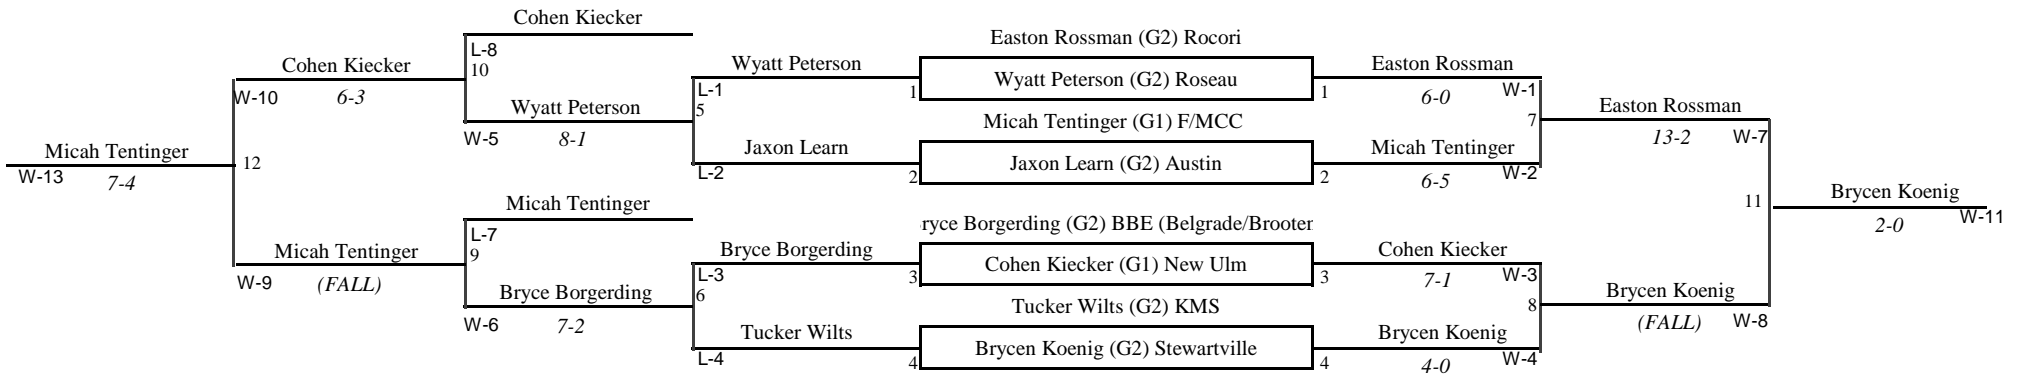 Cohen Kiecker
L-8
10
Cohen Kiecker
W-10
6-3
Wyatt Peterson
W-5
8-1
Micah Tentinger
W-13
7-4
12
Micah Tentinger
L-7
9
Micah Tentinger
W-9
(FALL)
Bryce Borgerding
W-6
7-2
Wyatt Peterson
L-1
5
1
Jaxon Learn
L-2
2
Bryce Borgerding
L-3
6
3
Tucker Wilts
L-4
4
Easton Rossman (G2) Rocori
Wyatt Peterson (G2) Roseau
Micah Tentinger (G1) F/MCC
Jaxon Learn (G2) Austin
ryce Borgerding (G2) BBE (Belgrade/Brooten
Cohen Kiecker (G1) New Ulm
Tucker Wilts (G2) KMS
Brycen Koenig (G2) Stewartville
Easton Rossman
1
6-0
W-1
7
Micah Tentinger
2
6-5
W-2
Cohen Kiecker
3
7-1
W-3
8
Brycen Koenig
4
4-0
W-4
Easton Rossman
13-2
W-7
11
Brycen Koenig
(FALL)
W-8
Brycen Koenig
2-0
W-11